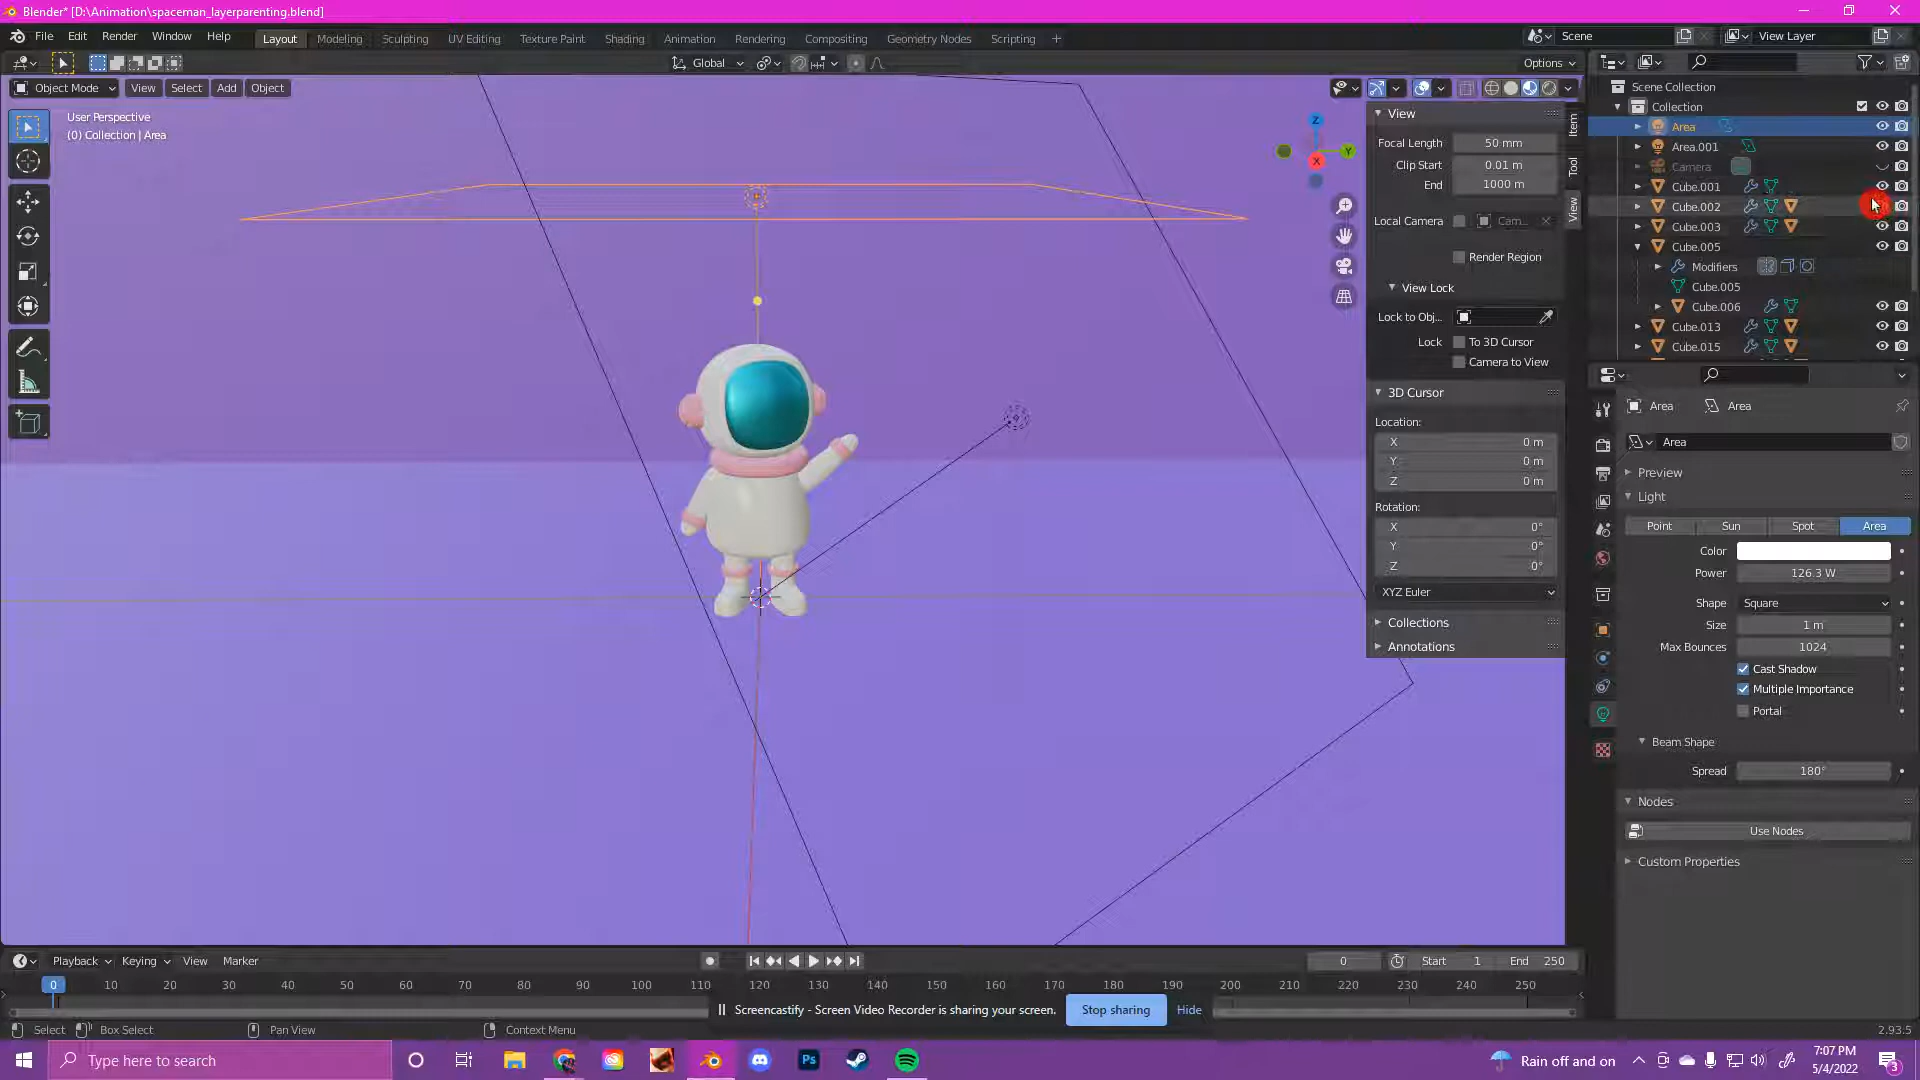 Blender* [D:\Animation\spaceman_layerparenting.blend]
File Edit Render Window Help Layout Modeling Sculpting UV Editing Texture Paint Shading Animation Rendering Compositing Geometry Nodes Scripting + Scene View Layer
Global Options
Object Mode View Select Add Object
User Perspective
(0) Collection | Area
Z
Y
X
View
Focal Length 50 mm
Clip Start 0.01 m
End 1000 m
Local Camera Cam...
Render Region
View Lock
Lock to Obj...
Lock To 3D Cursor
Camera to View
3D Cursor
Location:
X 0 m
Y 0 m
Z 0 m
Rotation:
X 0°
Y 0°
Z 0°
XYZ Euler
Collections
Annotations
Item
Tool
View
Scene Collection
Collection
Area
Area.001
Camera
Cube.001
Cube.002
Cube.003
Cube.005
Modifiers
Cube.005
Cube.006
Cube.013
Cube.015
Area Area
Area
Preview
Light
Point Sun Spot Area
Color
Power 126.3 W
Shape Square
Size 1 m
Max Bounces 1024
Cast Shadow
Multiple Importance
Portal
Beam Shape
Spread 180°
Nodes
Use Nodes
Custom Properties
Playback Keying View Marker 0 Start 1 End 250
0 10 20 30 40 50 60 70 80 90 100 110 120 130 140 150 160 170 180 190 200 210 220 230 240 250
Screencastify - Screen Video Recorder is sharing your screen. Stop sharing Hide
Select Box Select Pan View Context Menu 2.93.5
Type here to search Ps Rain off and on 7:07 PM
5/4/2022
3